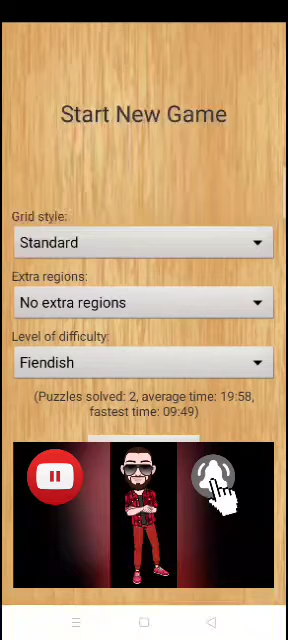 Start New Game
Grid style:
Standard
Extra regions:
No extra regions
Level of difficulty:
Fiendish
(Puzzles solved: 2, average time: 19:58,
fastest time: 09:49)